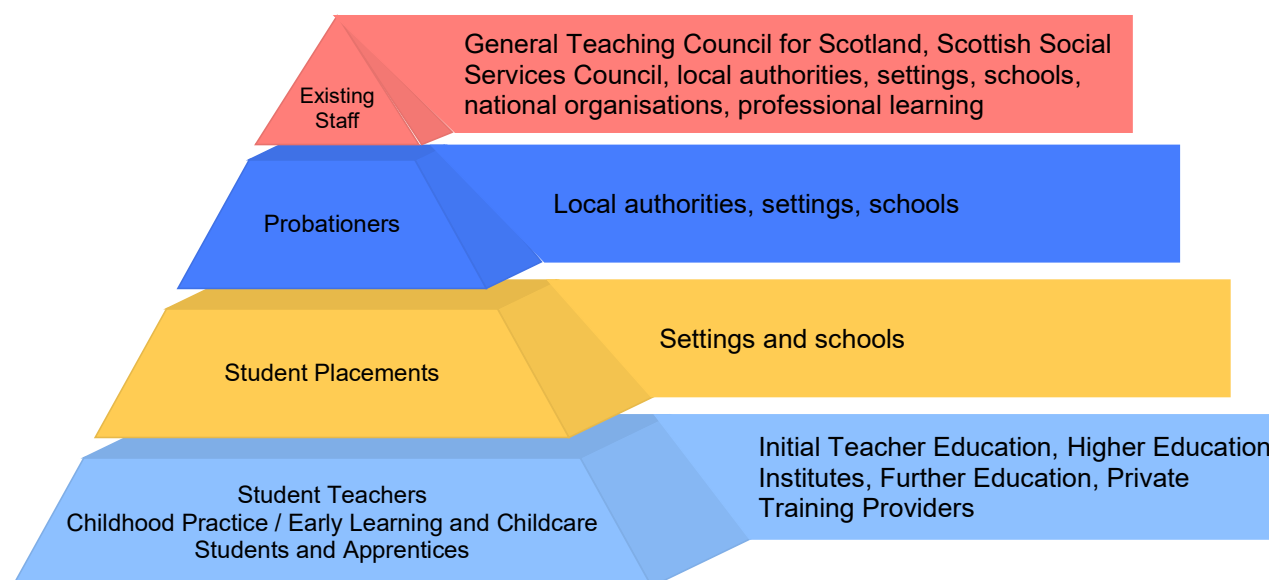 Existing
Staff
General Teaching Council for Scotland, Scottish Social
Services Council, local authorities, settings, schools,
national organisations, professional learning
Probationers
Local authorities, settings, schools
Student Placements
Settings and schools
Student Teachers
Childhood Practice / Early Learning and Childcare
Students and Apprentices
Initial Teacher Education, Higher Education
Institutes, Further Education, Private
Training Providers